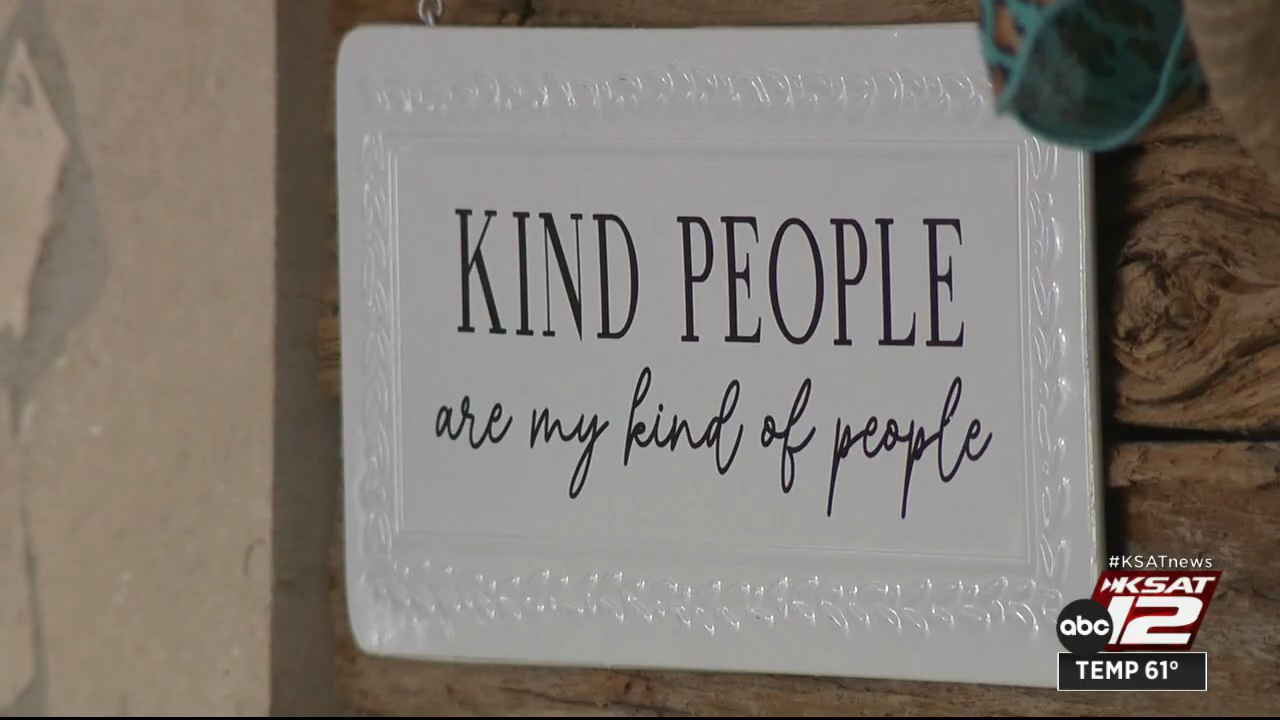 KIND PEOPLE
are my kind of people
#KSATnews
KSAT
abc 12
TEMP 61°